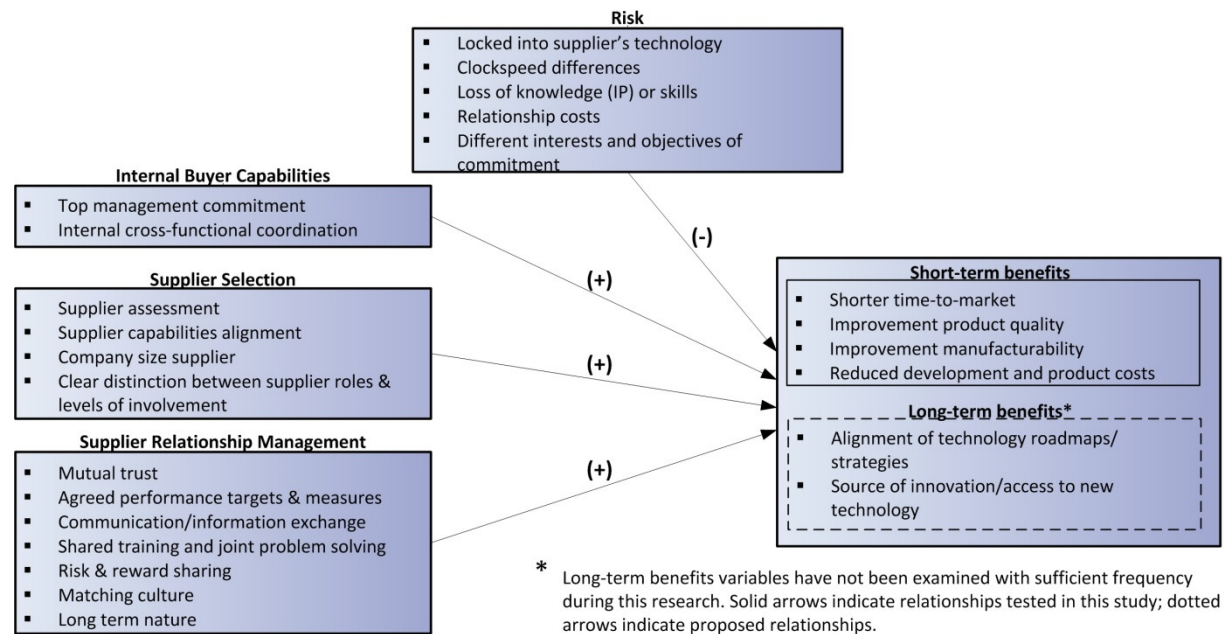 Risk
▪ Locked into supplier's technology
▪ Clockspeed differences
▪ Loss of knowledge (IP) or skills
▪ Relationship costs
▪ Different interests and objectives of
commitment
Internal Buyer Capabilities
▪ Top management commitment
▪ Internal cross-functional coordination
(-)
(+)
Supplier Selection
▪ Supplier assessment
▪ Supplier capabilities alignment
▪ Company size supplier
▪ Clear distinction between supplier roles &
levels of involvement
(+)
Supplier Relationship Management
▪ Mutual trust
▪ Agreed performance targets & measures
▪ Communication/information exchange
▪ Shared training and joint problem solving
▪ Risk & reward sharing
▪ Matching culture
▪ Long term nature
(+)
Short-term benefits
▪ Shorter time-to-market
▪ Improvement product quality
▪ Improvement manufacturability
▪ Reduced development and product costs
Long-term benefits*
▪ Alignment of technology roadmaps/
strategies
▪ Source of innovation/access to new
technology
* Long-term benefits variables have not been examined with sufficient frequency
during this research. Solid arrows indicate relationships tested in this study; dotted
arrows indicate proposed relationships.